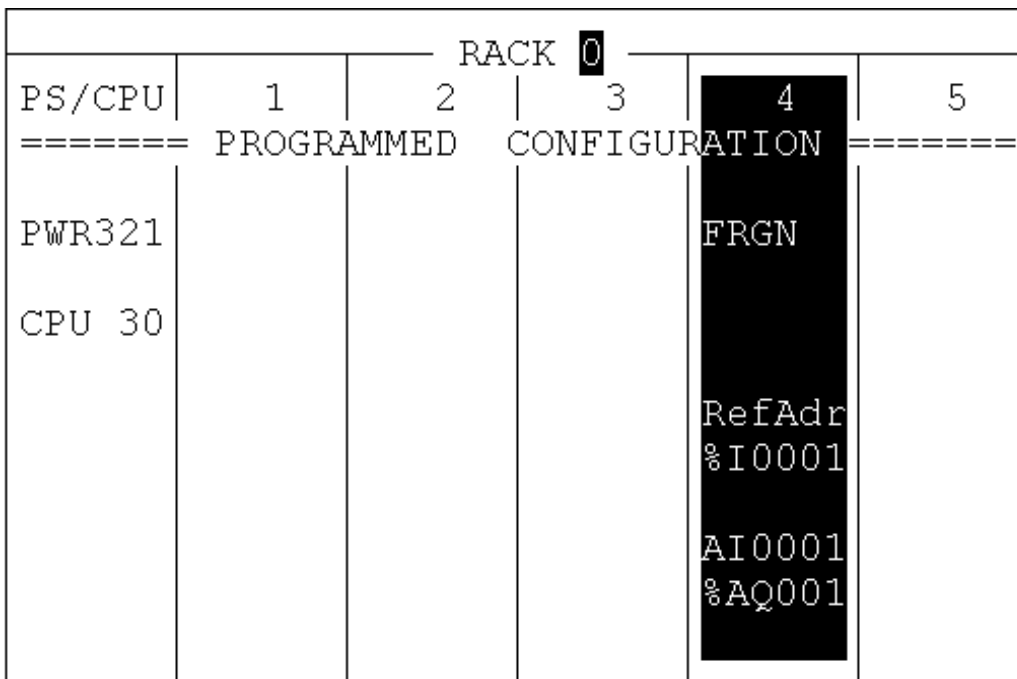 RACK 0
PS/CPU 1 2 3 4 5
======= PROGRAMMED CONFIGURATION =======
PWR321 FRGN
CPU 30
RefAdr
%I0001
AI0001
%AQ001